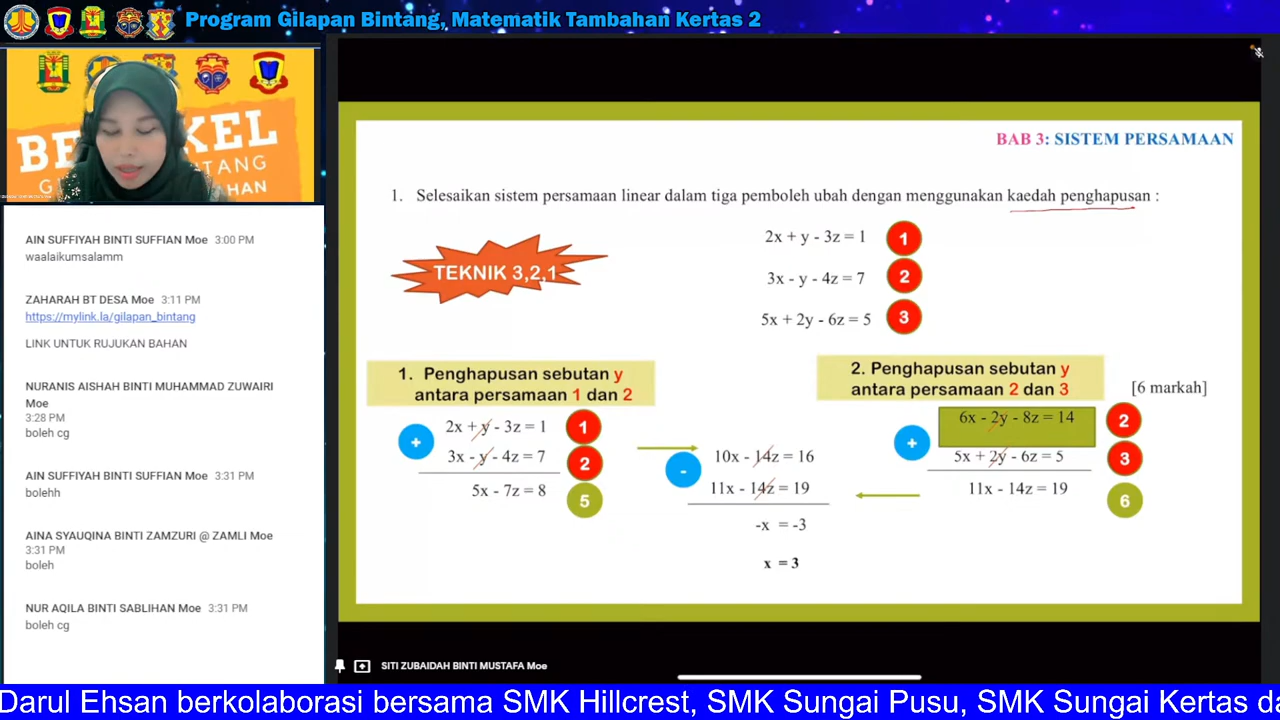 Program Gilapan Bintang, Matematik Tambahan Kertas 2
AIN SUFFIYAH BINTI SUFFIAN Moe 3:00 PM
waalaikumsalamm
ZAHARAH BT DESA Moe 3:11 PM
https://mylink.la/gilapan_bintang
LINK UNTUK RUJUKAN BAHAN
NURANIS AISHAH BINTI MUHAMMAD ZUWAIRI
Moe
3:28 PM
boleh cg
AIN SUFFIYAH BINTI SUFFIAN Moe 3:31 PM
bolehh
AINA SYAUQINA BINTI ZAMZURI @ ZAMLI Moe
3:31 PM
boleh
NUR AQILA BINTI SABLIHAN Moe 3:31 PM
boleh cg
BAB 3: SISTEM PERSAMAAN
1. Selesaikan sistem persamaan linear dalam tiga pemboleh ubah dengan menggunakan kaedah penghapusan :
TEKNIK 3,2,1
2x + y - 3z = 1 1
3x - y - 4z = 7 2
5x + 2y - 6z = 5 3
[6 markah]
1. Penghapusan sebutan y
antara persamaan 1 dan 2
2x + y - 3z = 1 1
+
3x - y - 4z = 7 2
5x - 7z = 8 5
2. Penghapusan sebutan y
antara persamaan 2 dan 3
6x - 2y - 8z = 14 2
+
5x + 2y - 6z = 5 3
11x - 14z = 19 6
10x - 14z = 16
-
11x - 14z = 19
-x = -3
x = 3
SITI ZUBAIDAH BINTI MUSTAFA Moe
Darul Ehsan berkolaborasi bersama SMK Hillcrest, SMK Sungai Pusu, SMK Sungai Kertas da